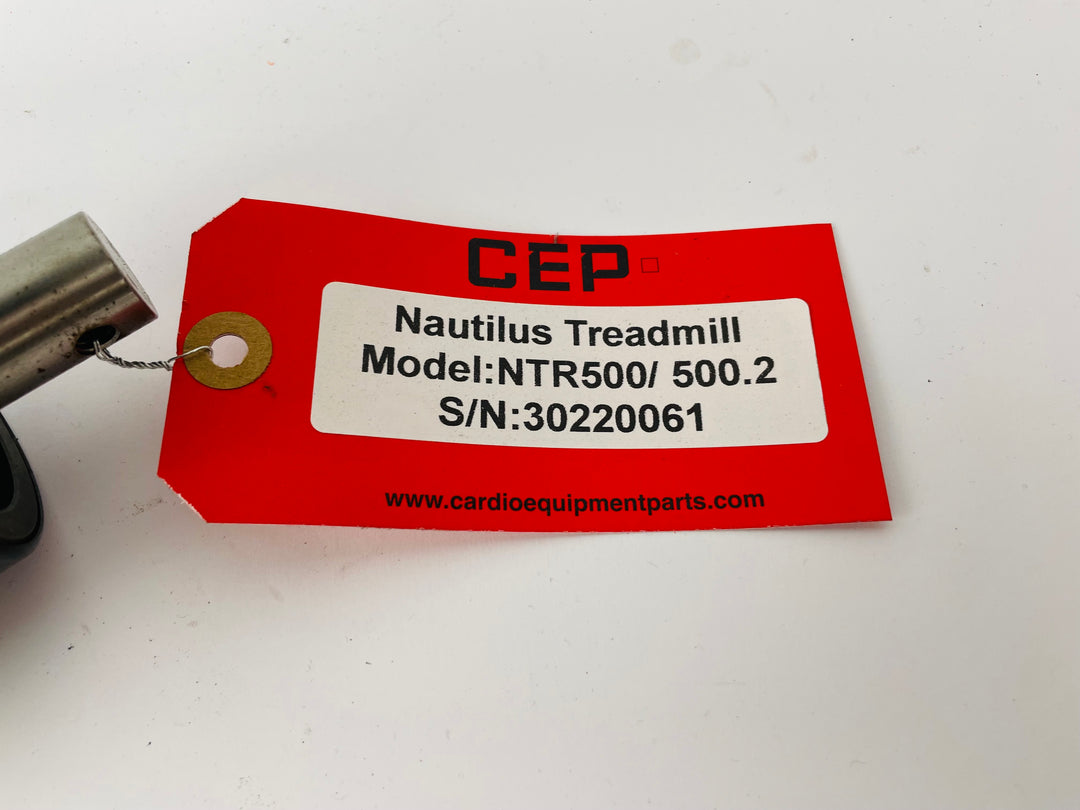 CEP
Nautilus Treadmill
Model:NTR500/ 500.2
S/N:30220061
www.cardioequipmentparts.com